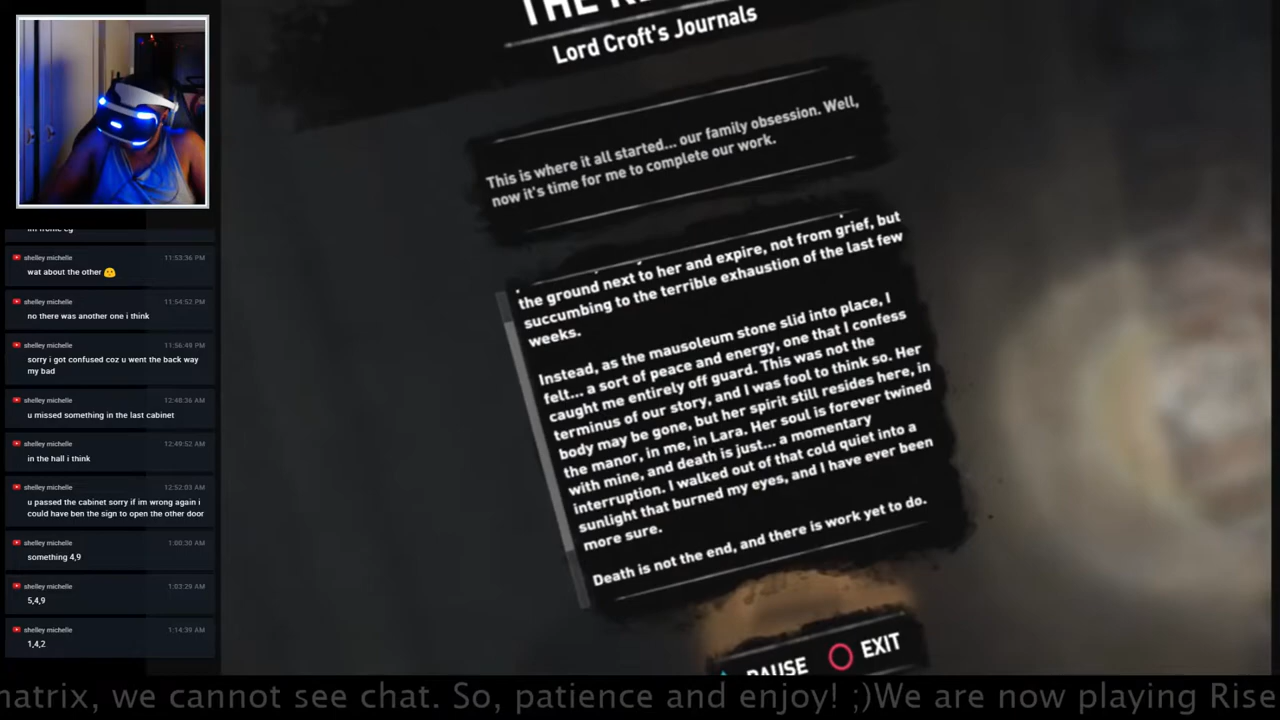 Lord Croft's Journals
This is where it all started... our family obsession. Well,
now it's time for me to complete our work.
the ground next to her and expire, not from grief, but
succumbing to the terrible exhaustion of the last few
weeks.
Instead, as the mausoleum stone slid into place, I
felt... a sort of peace and energy, one that I confess
caught me entirely off guard. This was not the
terminus of our story, and I was fool to think so. Her
body may be gone, but her spirit still resides here, in
the manor, in me, in Lara. Her soul is forever twined
with mine, and death is just... a momentary
interruption. I walked out of that cold quiet into a
sunlight that burned my eyes, and I have ever been
more sure.
Death is not the end, and there is work yet to do.
PAUSE
EXIT
shelley michelle 11:53:36 PM
wat about the other
shelley michelle 11:54:52 PM
no there was another one i think
shelley michelle 11:56:49 PM
sorry i got confused coz u went the back way
my bad
shelley michelle 12:48:36 AM
u missed something in the last cabinet
shelley michelle 12:49:52 AM
in the hall i think
shelley michelle 12:52:03 AM
u passed the cabinet sorry if im wrong again i
could have ben the sign to open the other door
shelley michelle 1:00:30 AM
something 4,9
shelley michelle 1:03:29 AM
5,4,9
shelley michelle 1:14:39 AM
1,4,2
matrix, we cannot see chat. So, patience and enjoy! ;)We are now playing Rise